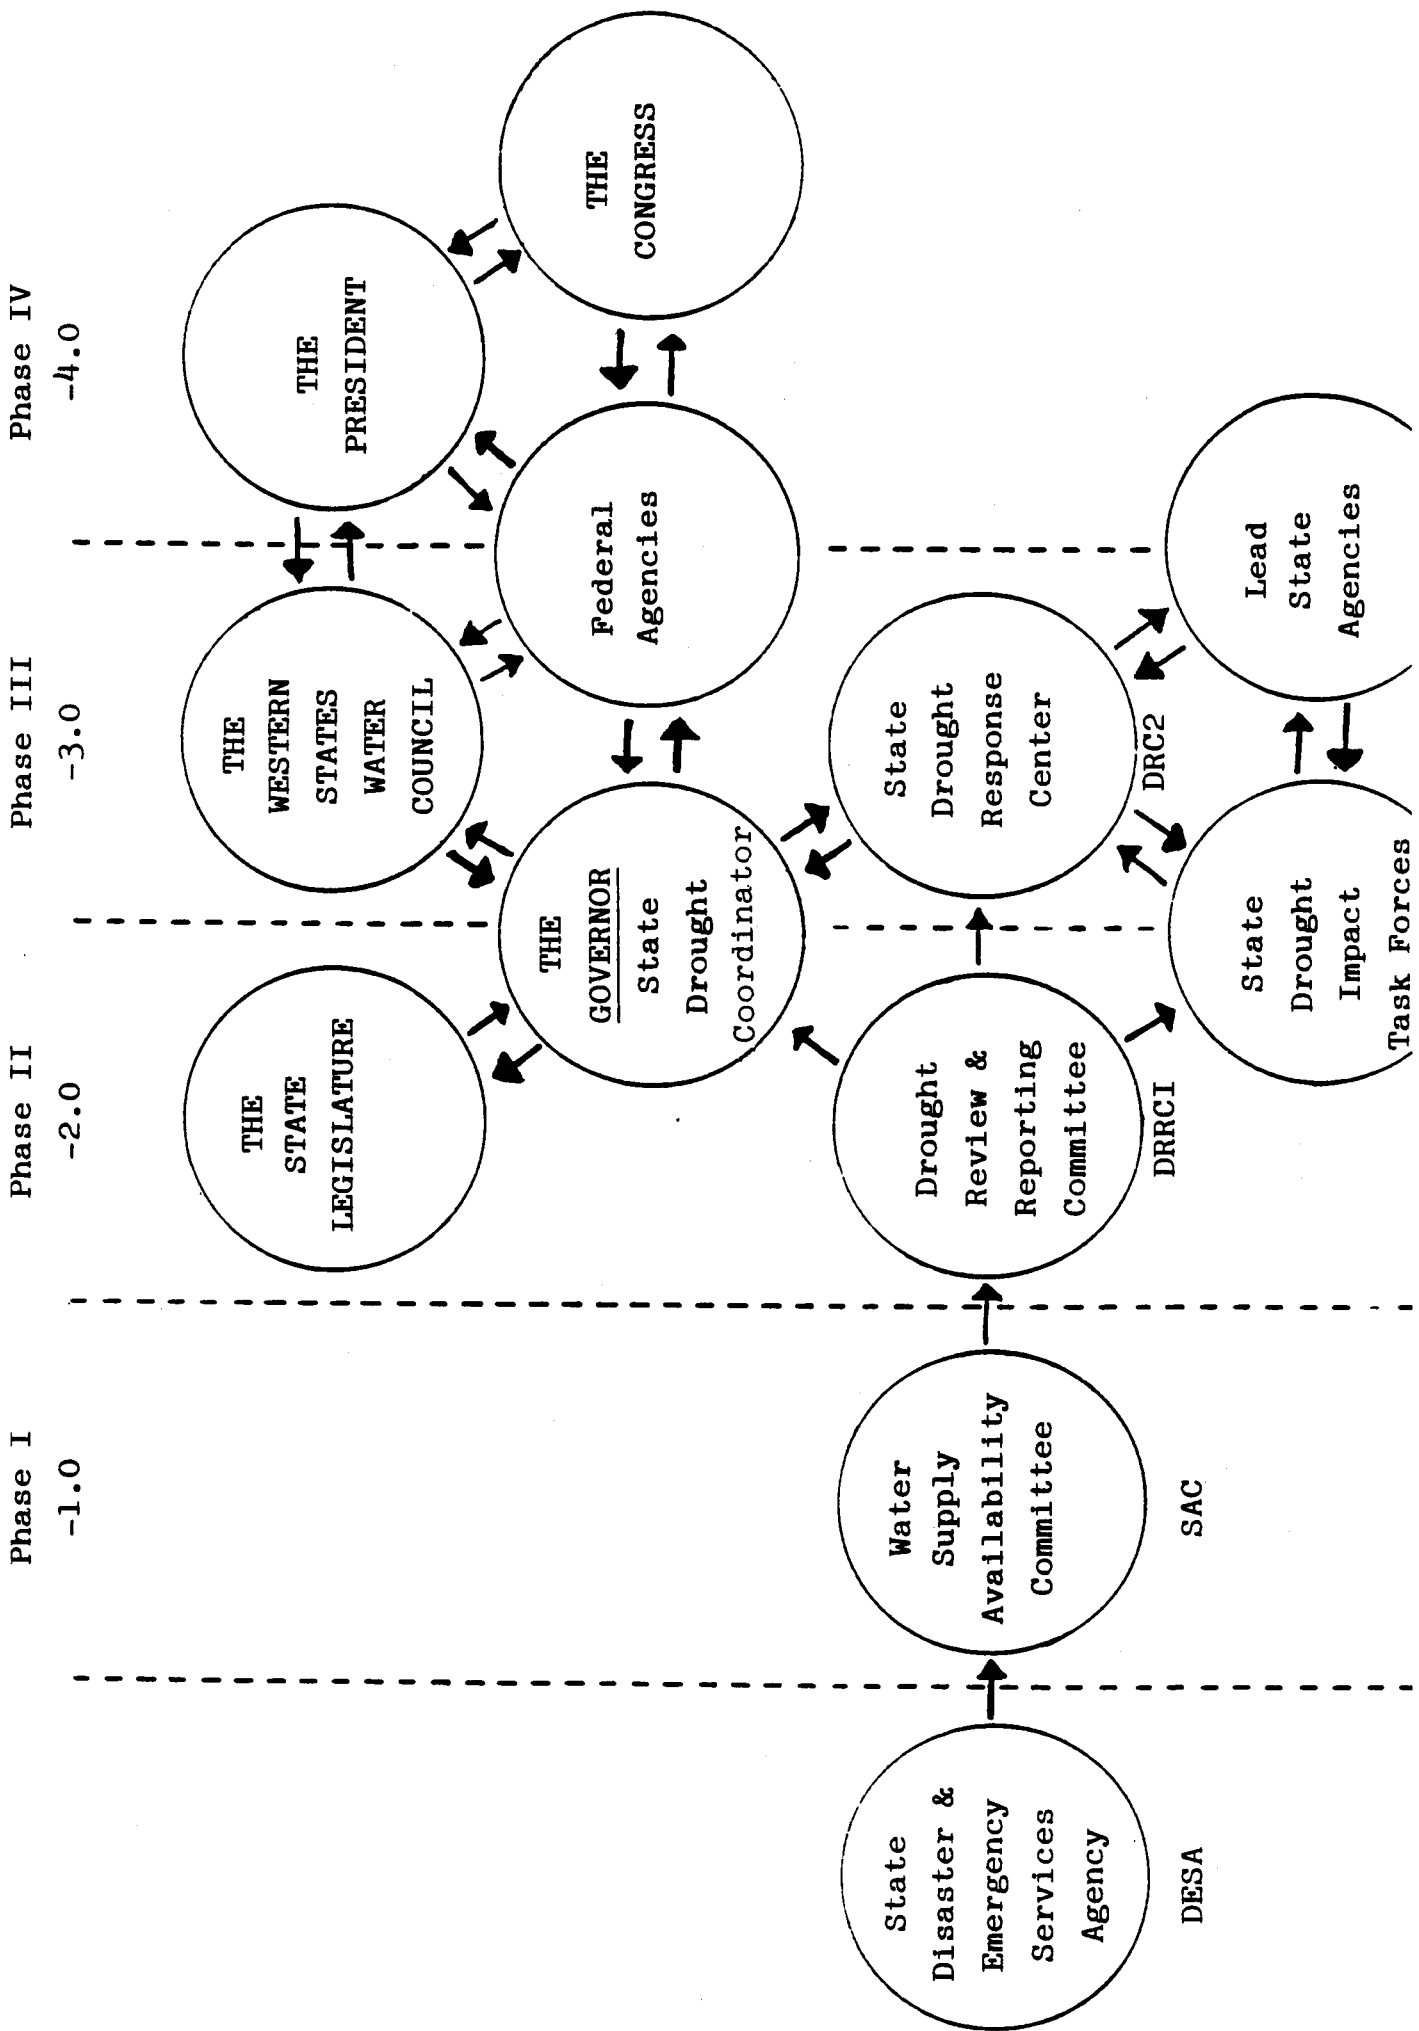 Phase I
-1.0
Phase II
-2.0
Phase III
-3.0
Phase IV
-4.0
THE
STATE
LEGISLATURE
THE
WESTERN
STATES
WATER
COUNCIL
THE
PRESIDENT
THE
GOVERNOR
State
Drought
Coordinator
Federal
Agencies
THE
CONGRESS
State
Disaster &
Emergency
Services
Agency
DESA
Water
Supply
Availability
Committee
SAC
Drought
Review &
Reporting
Committee
DRRCI
State
Drought
Response
Center
DRC2
State
Drought
Impact
Task Forces
Lead
State
Agencies